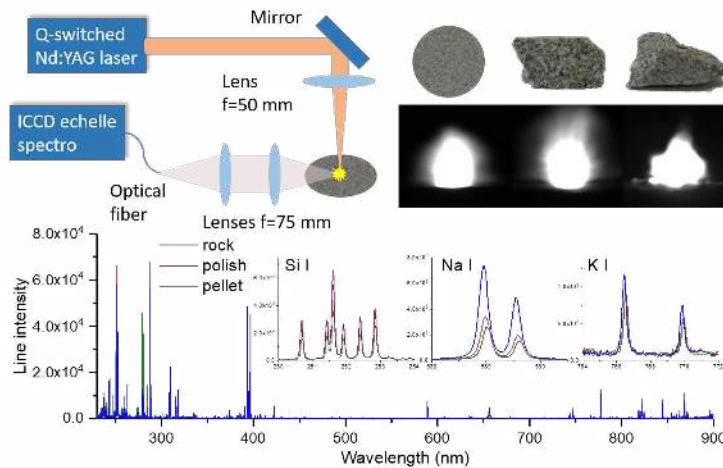 Mirror
Q-switched
Nd:YAG laser
Lens
f=50 mm
ICCD echelle
spectro
Optical
fiber
Lenses f=75 mm
8.0x10⁴
6.0x10⁴
4.0x10⁴
2.0x10⁴
0.0
Line intensity
rock
polish
pellet
Si I
Na I
K I
300 400 500 600 700 800 900
Wavelength (nm)